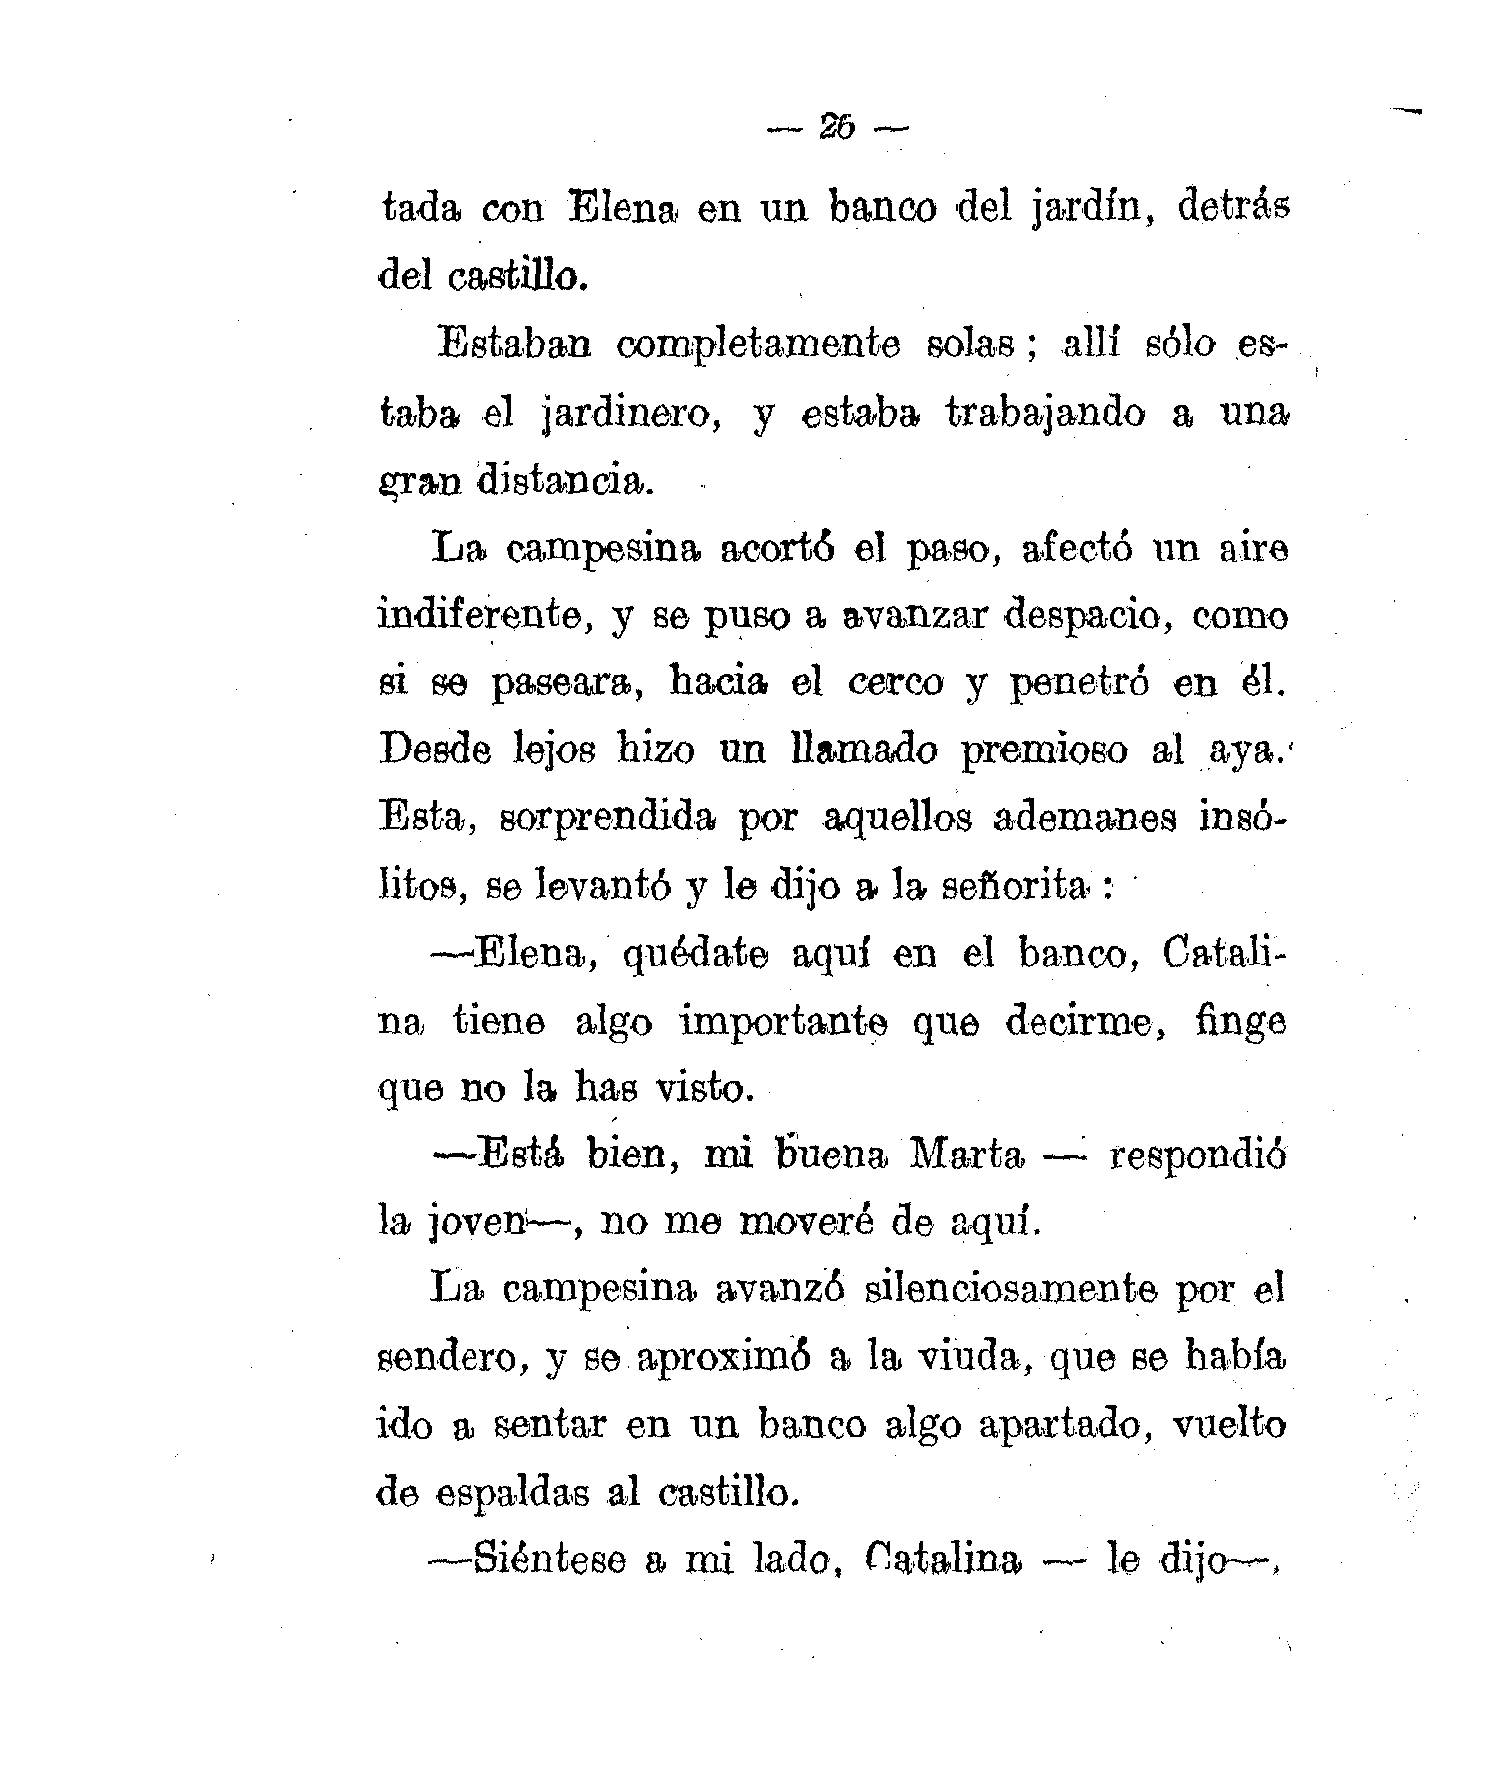 — 26 —
tada con Elena en un banco del jardín, detrás
del castillo.
Estaban completamente solas; allí sólo es-
taba el jardinero, y estaba trabajando a una
gran distancia.
La campesina acortó el paso, afectó un aire
indiferente, y se puso a avanzar despacio, como
si se paseara, hacia el cerco y penetró en él.
Desde lejos hizo un llamado premioso al aya.
Esta, sorprendida por aquellos ademanes insó-
litos, se levantó y le dijo a la señorita:
—Elena, quédate aquí en el banco, Catali-
na tiene algo importante que decirme, finge
que no la has visto.
—Está bien, mi buena Marta — respondió
la joven—, no me moveré de aquí.
La campesina avanzó silenciosamente por el
sendero, y se aproximó a la viuda, que se había
ido a sentar en un banco algo apartado, vuelto
de espaldas al castillo.
—Siéntese a mi lado, Catalina — le dijo—,